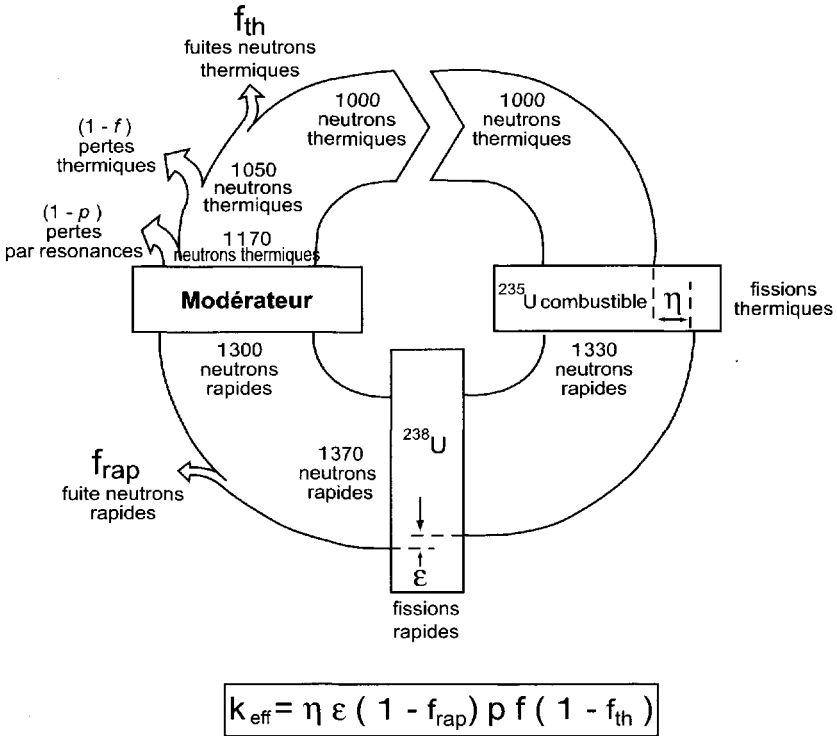 f_th
fuites neutrons
thermiques
1000
neutrons
thermiques
1000
neutrons
thermiques
(1 - f)
pertes
thermiques
1050
neutrons
thermiques
(1 - p )
pertes
par resonances
1170
neutrons thermiques
Modérateur
²³⁵U combustible
η
fissions
thermiques
1300
neutrons
rapides
1330
neutrons
rapides
²³⁸U
1370
neutrons
rapides
f_rap
fuite neutrons
rapides
ε
fissions
rapides
k_eff = η ε ( 1 - f_rap) p f ( 1 - f_th )